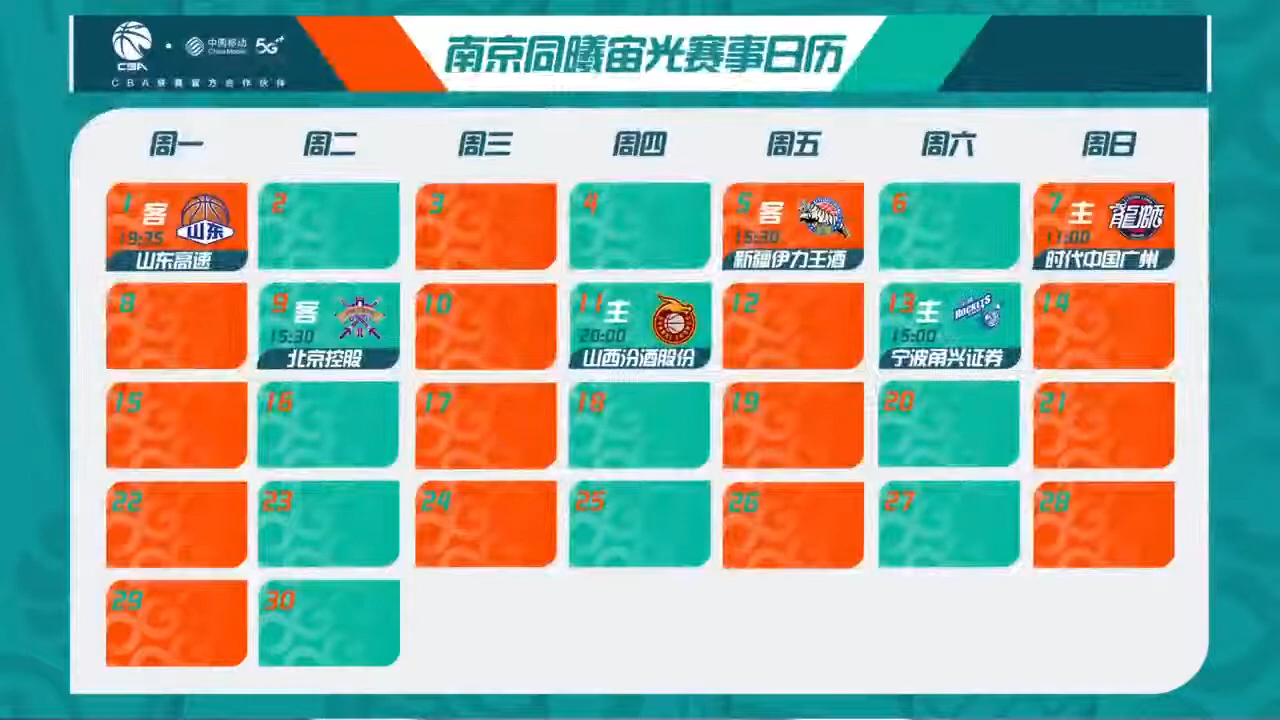 中国移动 5G++
China Mobile
CBA
CBA联赛官方合作伙伴
南京同曦宙光赛事日历
周一 周二 周三 周四 周五 周六 周日
1 客 山东 2 3 4 5 客 6 7 主 龍獅
19:35 15:30 11:00
山东高速 新疆伊力王酒 时代中国广州
8 9 客 10 11 主 12 13 主 ROCKETS 14
15:30 20:00 15:00
北京控股 山西汾酒股份 宁波甬兴证券
15 16 17 18 19 20 21
22 23 24 25 26 27 28
29 30